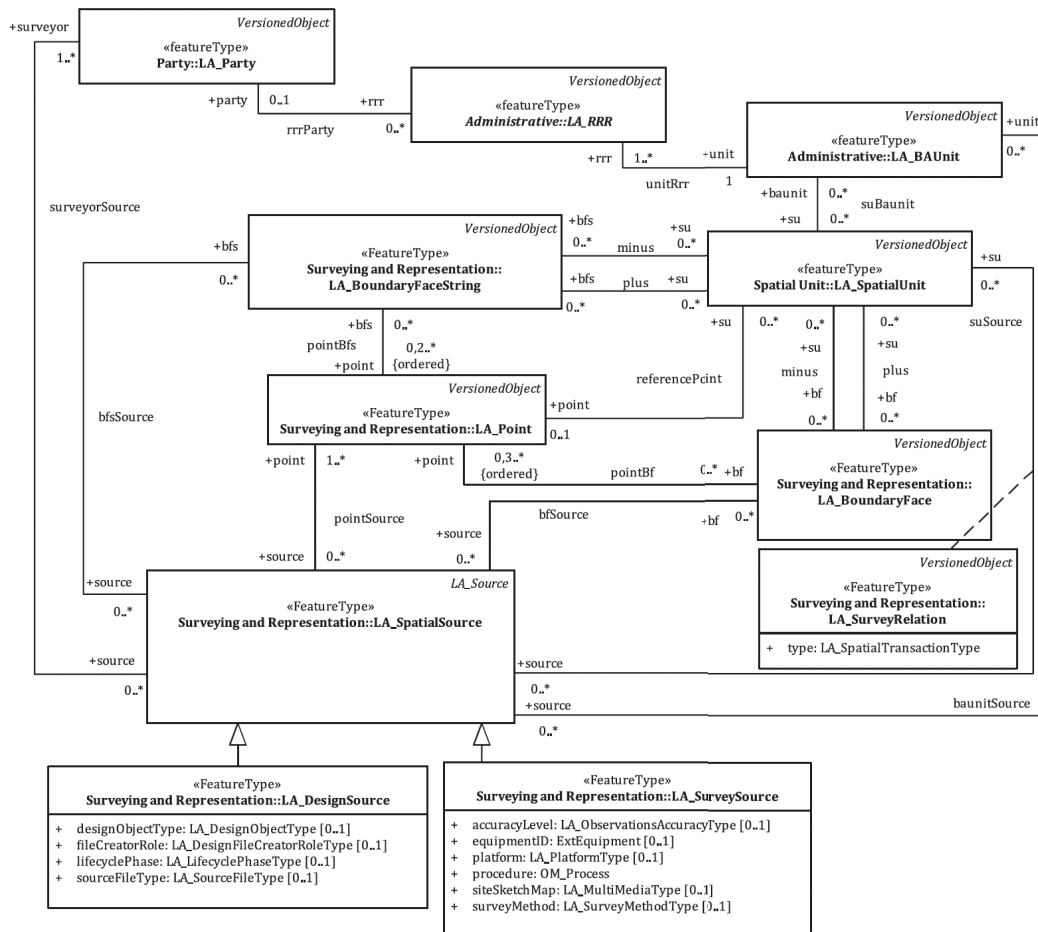 +surveyor
1..*
VersionedObject
«featureType»
Party::LA_Party
+party
0..1
+rrr
0..*
rrrParty
VersionedObject
«featureType»
Administrative::LA_RRR
+rrr
1..*
+unit
1
unitRrr
VersionedObject
«featureType»
Administrative::LA_BAUnit
+unit
0..*
+baunit
0..*
suBaunit
+su
0..*
surveyorSource
+bfs
0..*
VersionedObject
«FeatureType»
Surveying and Representation::
LA_BoundaryFaceString
+bfs
0..*
minus
+su
0..*
+bfs
0..*
plus
+su
0..*
VersionedObject
«featureType»
Spatial Unit::LA_SpatialUnit
+su
0..*
suSource
+bfs
0..*
pointBfs
0,2..*
{ordered}
+point
+su
0..*
referencePcint
0..*
+su
minus
+bf
0..*
0..*
+su
plus
+bf
0..*
bfsSource
VersionedObject
«FeatureType»
Surveying and Representation::LA_Point
+point
0..1
+point
1..*
+point
0,3..*
{ordered}
pointBf
0..*
+bf
VersionedObject
«FeatureType»
Surveying and Representation::
LA_BoundaryFace
pointSource
+source
0..*
+source
0..*
bfSource
+bf
0..*
VersionedObject
«FeatureType»
Surveying and Representation::
LA_SurveyRelation
+ type: LA_SpatialTransactionType
+source
0..*
LA_Source
«FeatureType»
Surveying and Representation::LA_SpatialSource
+source
0..*
+source
0..*
+source
0..*
baunitSource
«FeatureType»
Surveying and Representation::LA_DesignSource
+ designObjectType: LA_DesignObjectType [0..1]
+ fileCreatorRole: LA_DesignFileCreatorRoleType [0..1]
+ lifecyclePhase: LA_LifecyclePhaseType [0..1]
+ sourceFileType: LA_SourceFileType [0..1]
«FeatureType»
Surveying and Representation::LA_SurveySource
+ accuracyLevel: LA_ObservationsAccuracyType [0..1]
+ equipmentID: ExtEquipment [0..1]
+ platform: LA_PlatformType [0..1]
+ procedure: OM_Process
+ siteSketchMap: LA_MultiMediaType [0..1]
+ surveyMethod: LA_SurveyMethodType [0..1]